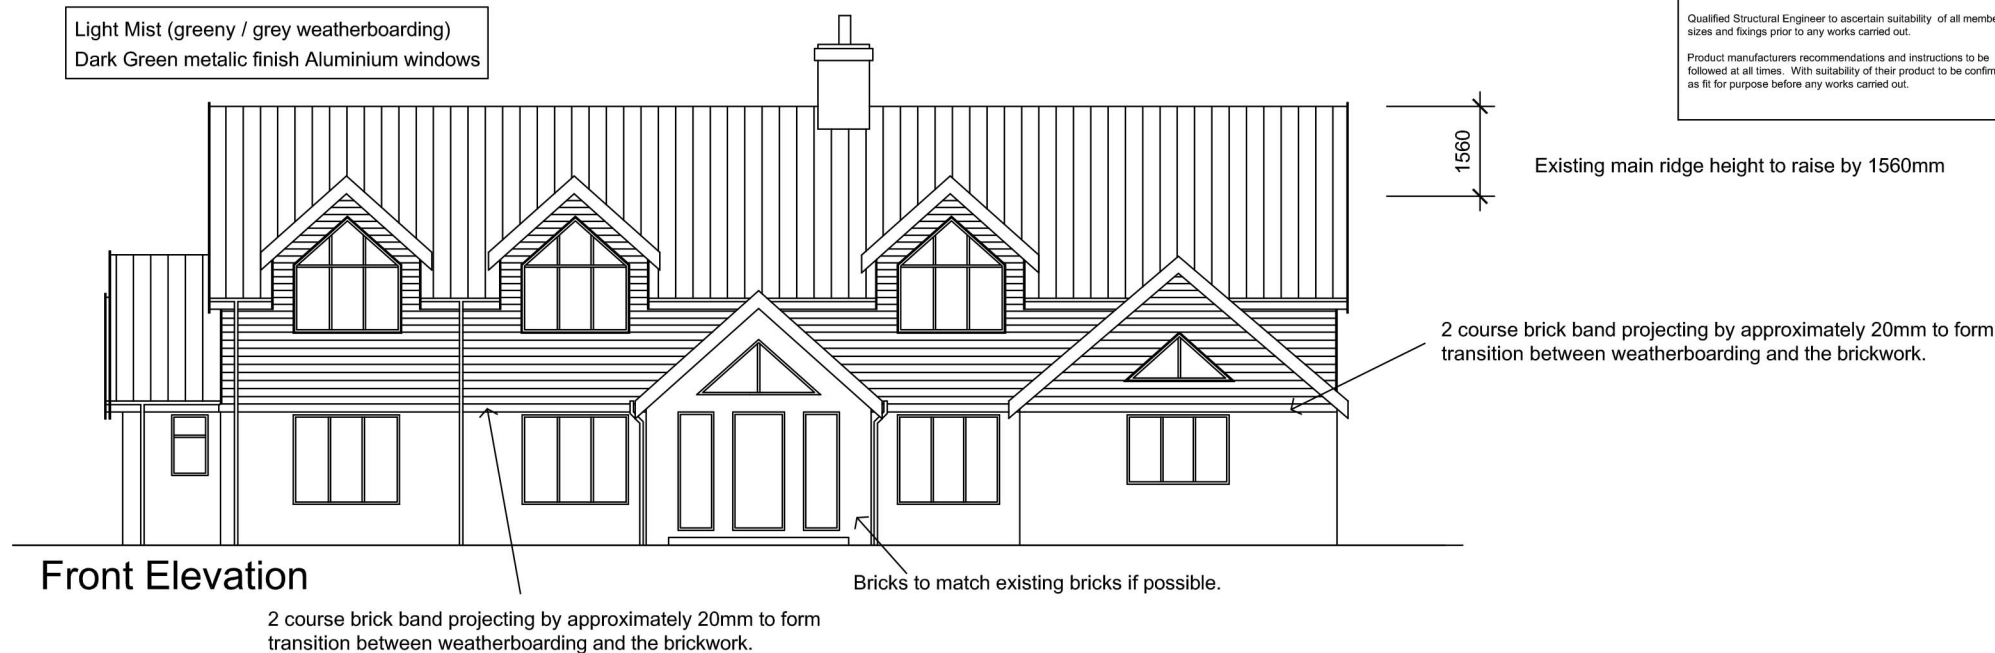 Light Mist (greeny / grey weatherboarding)
Dark Green metalic finish Aluminium windows
Qualified Structural Engineer to ascertain suitability of all
sizes and fixings prior to any works carried out.
Product manufacturers recommendations and instructions to be
followed at all times. With suitability of their product to be
as fit for purpose before any works carried out.
1560
Existing main ridge height to raise by 1560mm
2 course brick band projecting by approximately 20mm to form
transition between weatherboarding and the brickwork.
Front Elevation
Bricks to match existing bricks if possible.
2 course brick band projecting by approximately 20mm to form
transition between weatherboarding and the brickwork.